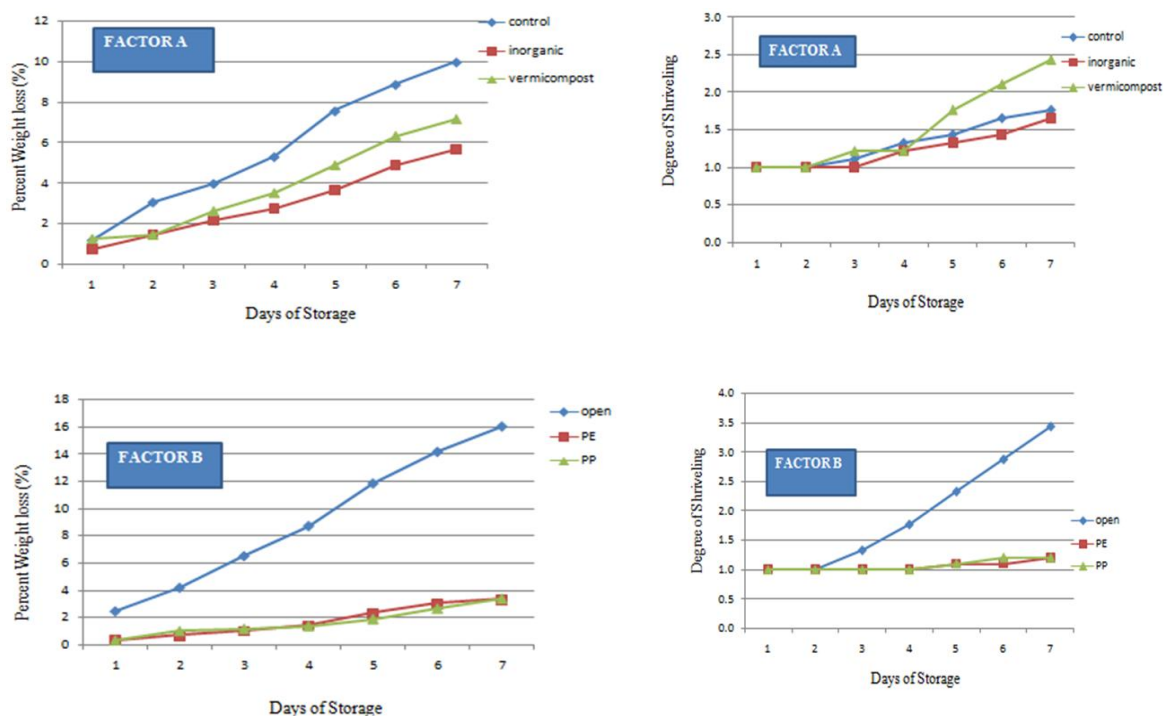 Percent Weight loss (%)
12
10
8
6
4
2
0
FACTOR A
control
inorganic
vermicompost
1 2 3 4 5 6 7
Days of Storage
Degree of Shriveling
3.0
2.5
2.0
1.5
1.0
0.5
0.0
FACTOR A
control
inorganic
vermicompost
1 2 3 4 5 6 7
Days of Storage
Percent Weight loss (%)
18
16
14
12
10
8
6
4
2
0
FACTOR B
open
PE
PP
1 2 3 4 5 6 7
Days of Storage
Degree of Shriveling
4.0
3.5
3.0
2.5
2.0
1.5
1.0
0.5
0.0
FACTOR B
open
PE
PP
1 2 3 4 5 6 7
Days of Storage